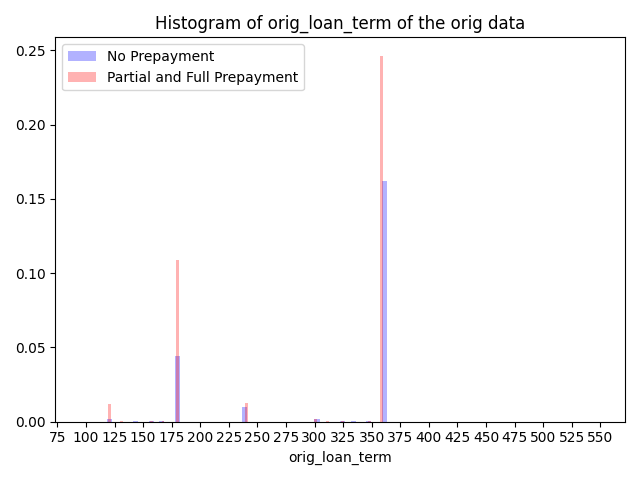 Histogram of orig_loan_term of the orig data
No Prepayment
Partial and Full Prepayment
0.25
0.20
0.15
0.10
0.05
0.00
75 100 125 150 175 200 225 250 275 300 325 350 375 400 425 450 475 500 525 550
orig_loan_term